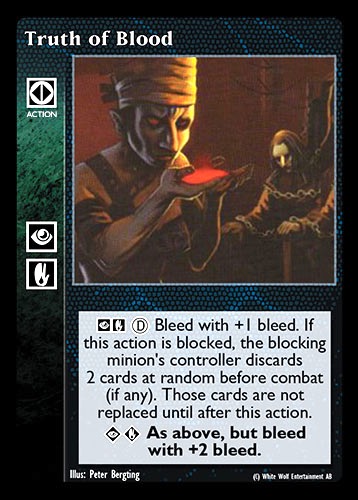 Truth of Blood
ACTION
D Bleed with +1 bleed. If
this action is blocked, the blocking
minion's controller discards
2 cards at random before combat
(if any). Those cards are not
replaced until after this action.
As above, but bleed
with +2 bleed.
Illus: Peter Bergting
(C) White Wolf Entertainment AB